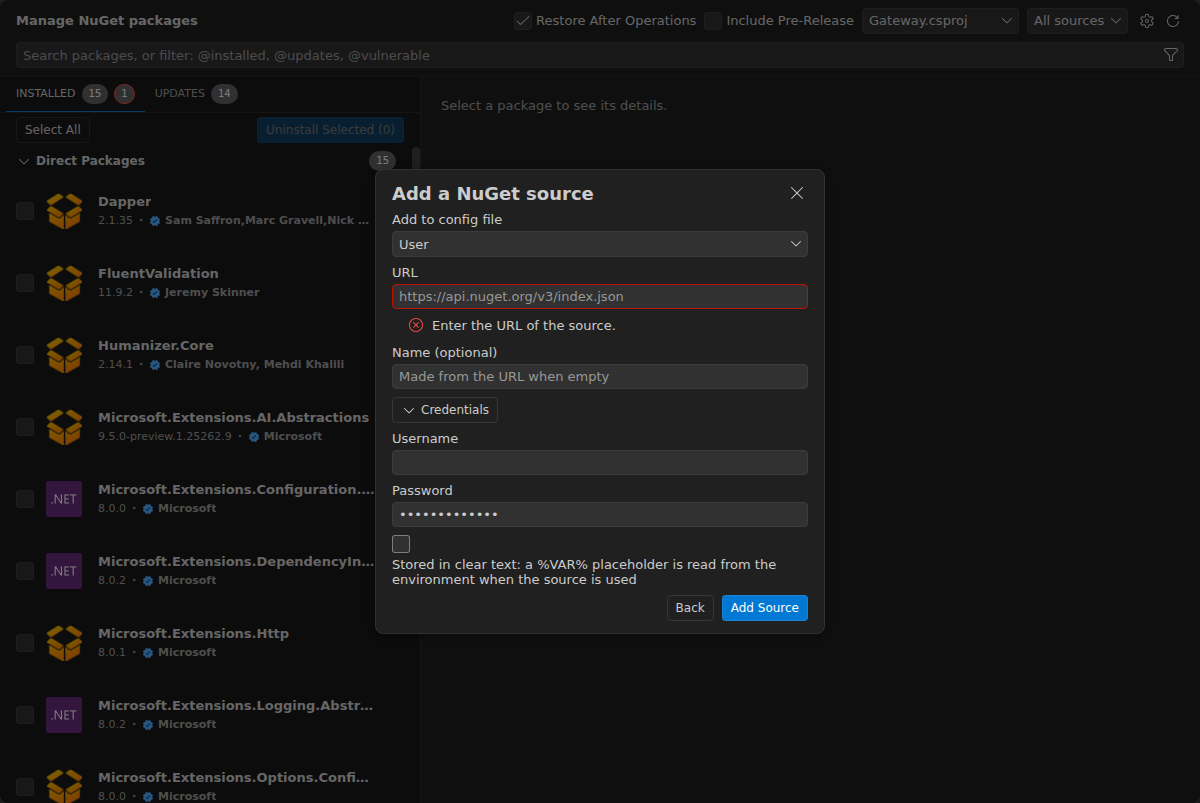 Manage NuGet packages
Restore After Operations
Include Pre-Release
Gateway.csproj
All sources
Search packages, or filter: @installed, @updates, @vulnerable
INSTALLED 15 1 UPDATES 14
Select a package to see its details.
Select All
Uninstall Selected (0)
Direct Packages 15
Dapper
2.1.35 · Sam Saffron,Marc Gravell,Nick ...
FluentValidation
11.9.2 · Jeremy Skinner
Humanizer.Core
2.14.1 · Claire Novotny, Mehdi Khalili
Microsoft.Extensions.AI.Abstractions
9.5.0-preview.1.25262.9 · Microsoft
.NET
Microsoft.Extensions.Configuration....
8.0.0 · Microsoft
.NET
Microsoft.Extensions.DependencyIn...
8.0.2 · Microsoft
Microsoft.Extensions.Http
8.0.1 · Microsoft
.NET
Microsoft.Extensions.Logging.Abstr...
8.0.2 · Microsoft
Microsoft.Extensions.Options.Confi...
8.0.0 · Microsoft
Add a NuGet source
Add to config file
User
URL
https://api.nuget.org/v3/index.json
Enter the URL of the source.
Name (optional)
Made from the URL when empty
Credentials
Username
Password
•••••••••••••
Stored in clear text: a %VAR% placeholder is read from the
environment when the source is used
Back
Add Source